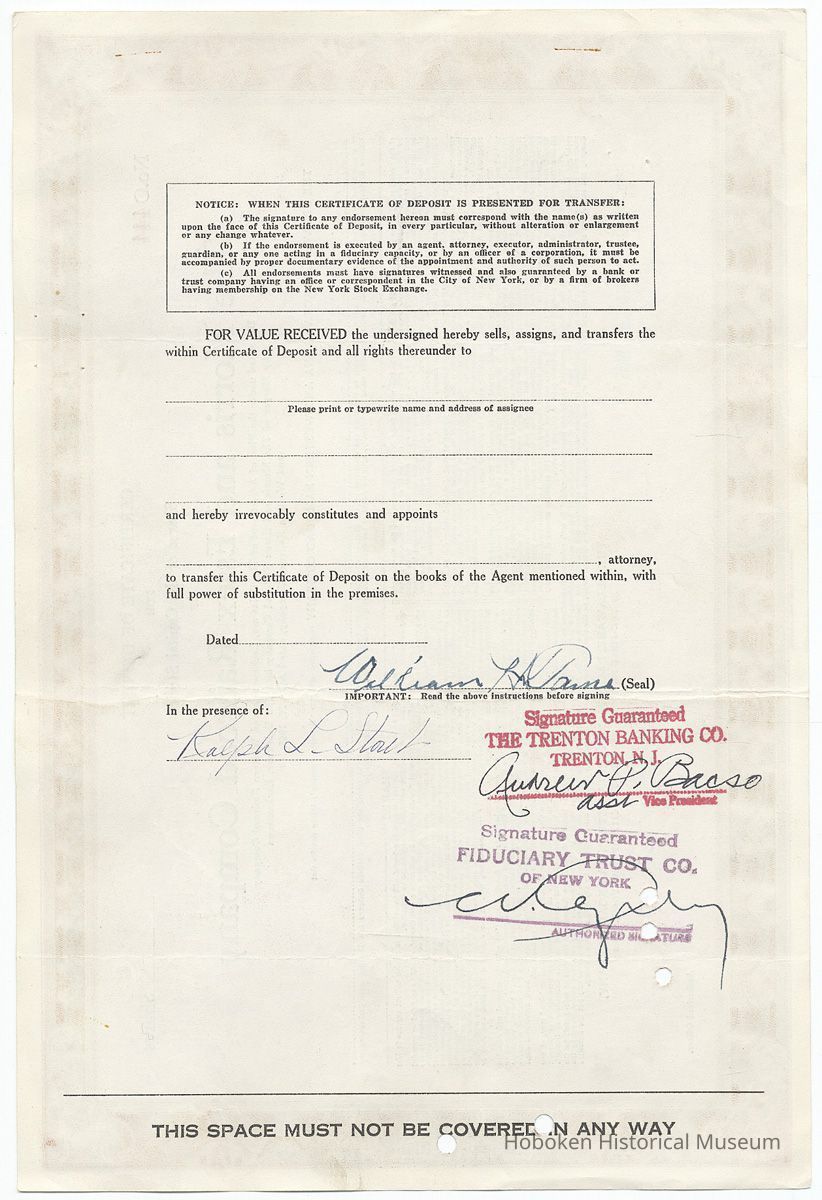 NOTICE: WHEN THIS CERTIFICATE OF DEPOSIT IS PRESENTED FOR TRANSFER:
(a) The signature to any endorsement hereon must correspond with the name(s) as written
upon the face of this Certificate of Deposit, in every particular, without alteration or enlargement
or any change whatever.
(b) If the endorsement is executed by an agent, attorney, executor, administrator, trustee,
guardian, or any one acting in a fiduciary capacity, or by an officer of a corporation, it must be
accompanied by proper documentary evidence of the appointment and authority of such person to act.
(c) All endorsements must have signatures witnessed and also guaranteed by a bank or
trust company having an office or correspondent in the City of New York, or by a firm of brokers
having membership on the New York Stock Exchange.
FOR VALUE RECEIVED the undersigned hereby sells, assigns, and transfers the
within Certificate of Deposit and all rights thereunder to
Please print or typewrite name and address of assignee
and hereby irrevocably constitutes and appoints
, attorney,
to transfer this Certificate of Deposit on the books of the Agent mentioned within, with
full power of substitution in the premises.
Dated
William H. (Seal)
IMPORTANT: Read the above instructions before signing
In the presence of:
Ralph L.
Signature Guaranteed
THE TRENTON BANKING CO.
TRENTON, N. J.
Andrew P. Bacso
asst Vice President
Signature Guaranteed
FIDUCIARY TRUST CO.
OF NEW YORK
AUTHORIZED SIGNATURE
THIS SPACE MUST NOT BE COVERED IN ANY WAY
Hoboken Historical Museum